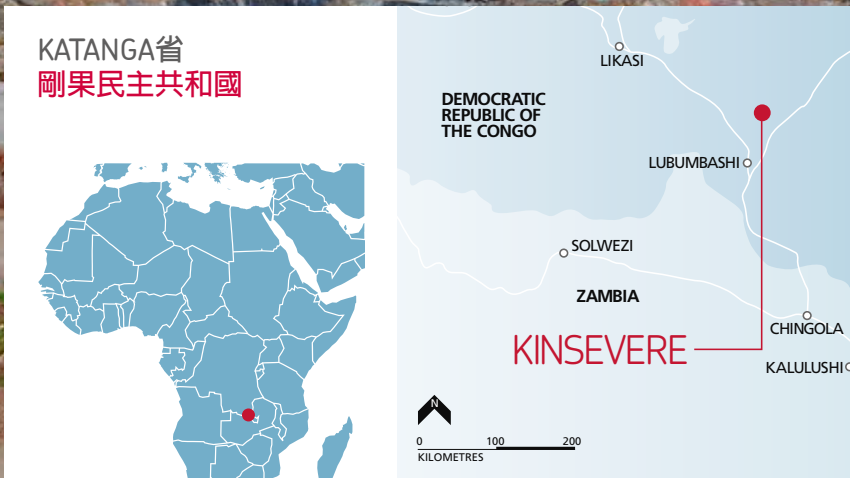 KATANGA省
剛果民主共和國
LIKASI
DEMOCRATIC
REPUBLIC OF
THE CONGO
LUBUMBASHI
SOLWEZI
ZAMBIA
CHINGOLA
KINSEVERE
KALULUSHI
N
0 100 200
KILOMETRES